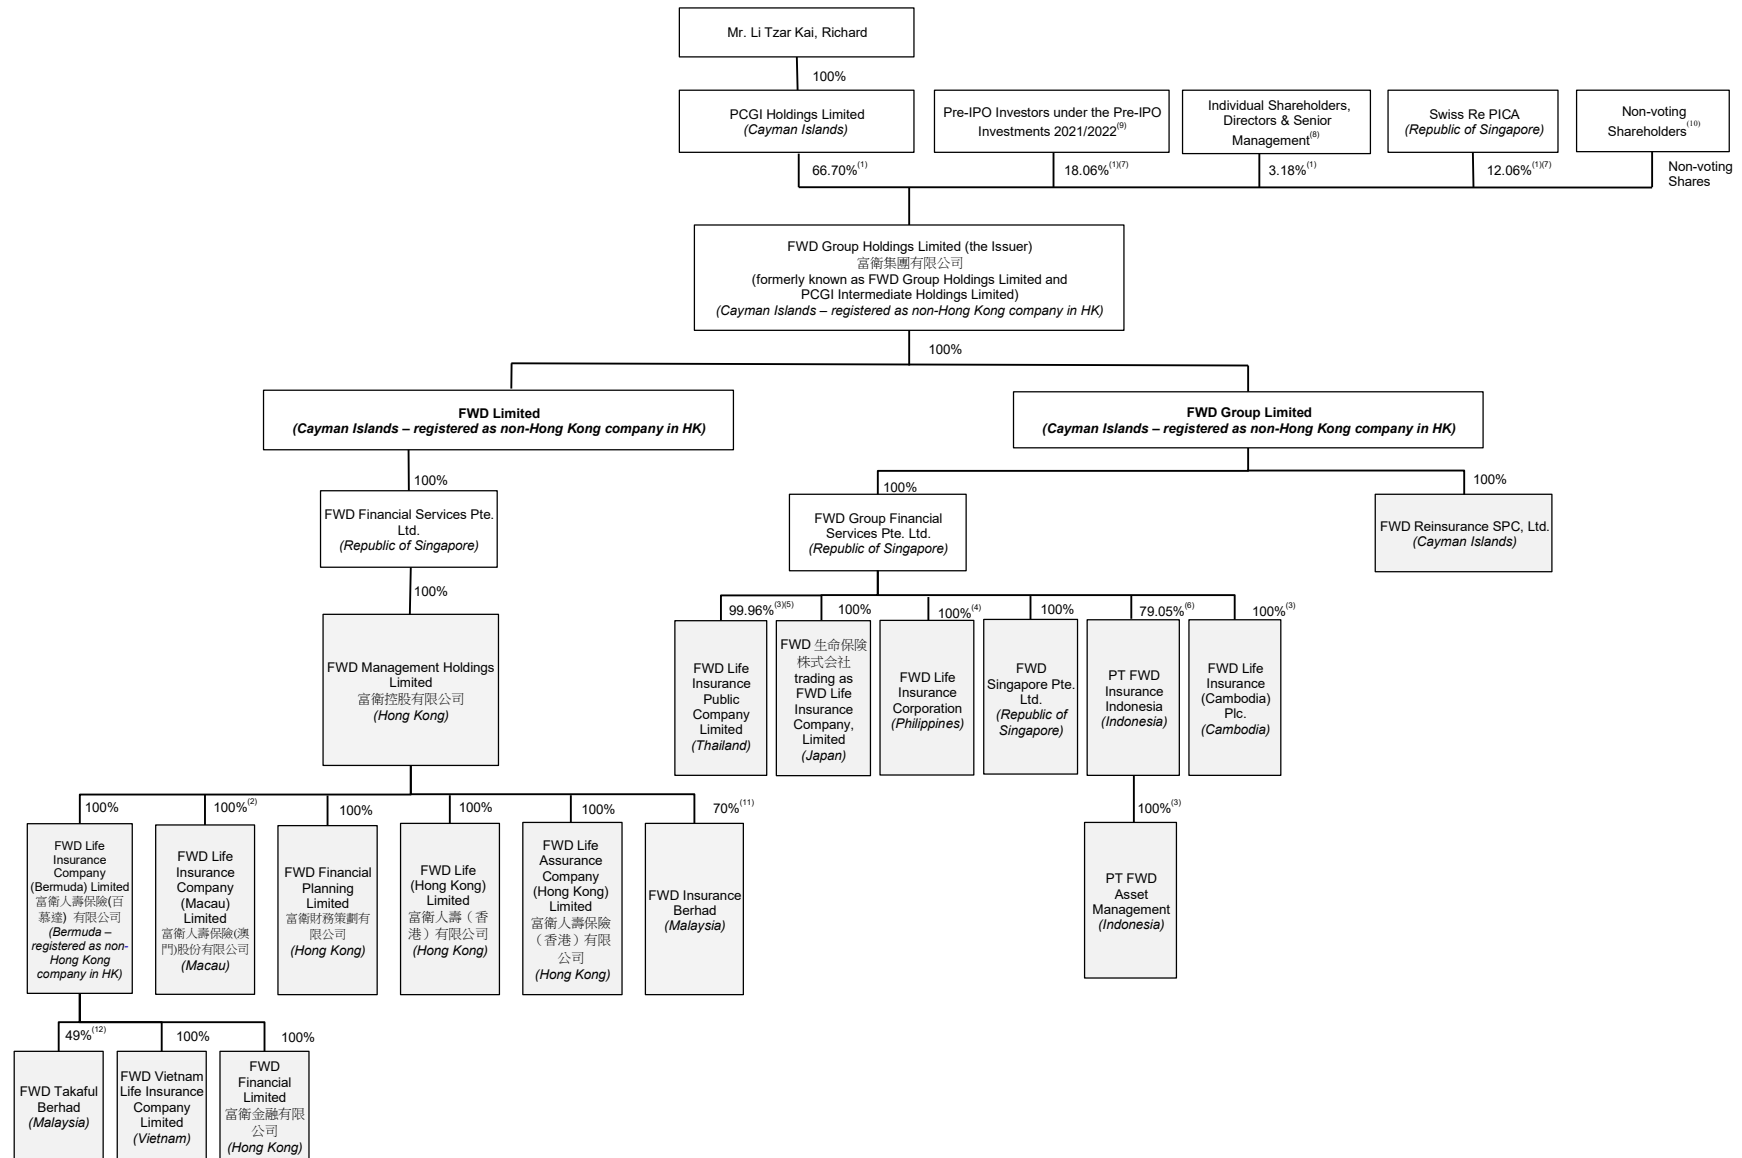 Mr. Li Tzar Kai, Richard
100%
PCGI Holdings Limited
(Cayman Islands)
Pre-IPO Investors under the Pre-IPO
Investments 2021/2022(9)
Individual Shareholders,
Directors & Senior
Management(8)
Swiss Re PICA
(Republic of Singapore)
Non-voting
Shareholders(10)
66.70%(1)
18.06%(1)(7)
3.18%(1)
12.06%(1)(7)
Non-voting
Shares
FWD Group Holdings Limited (the Issuer)
富衛集團有限公司
(formerly known as FWD Group Holdings Limited and
PCGI Intermediate Holdings Limited)
(Cayman Islands – registered as non-Hong Kong company in HK)
100%
FWD Limited
(Cayman Islands – registered as non-Hong Kong company in HK)
FWD Group Limited
(Cayman Islands – registered as non-Hong Kong company in HK)
100%
100%
100%
FWD Financial Services Pte.
Ltd.
(Republic of Singapore)
FWD Group Financial
Services Pte. Ltd.
(Republic of Singapore)
FWD Reinsurance SPC, Ltd.
(Cayman Islands)
100%
99.96%(3)(5)
100%
100%(4)
100%
79.05%(6)
100%(3)
FWD Management Holdings
Limited
富衛控股有限公司
(Hong Kong)
FWD Life
Insurance
Public
Company
Limited
(Thailand)
FWD 生命保険
株式会社
trading as
FWD Life
Insurance
Company,
Limited
(Japan)
FWD Life
Insurance
Corporation
(Philippines)
FWD
Singapore Pte.
Ltd.
(Republic of
Singapore)
PT FWD
Insurance
Indonesia
(Indonesia)
FWD Life
Insurance
(Cambodia)
Plc.
(Cambodia)
100%
100%(2)
100%
100%
100%
70%(11)
100%(3)
FWD Life
Insurance
Company
(Bermuda) Limited
富衛人壽保險(百
慕達) 有限公司
(Bermuda –
registered as non-
Hong Kong
company in HK)
FWD Life
Insurance
Company
(Macau)
Limited
富衛人壽保險(澳
門)股份有限公司
(Macau)
FWD Financial
Planning
Limited
富衛財務策劃有
限公司
(Hong Kong)
FWD Life
(Hong Kong)
Limited
富衛人壽（香
港）有限公司
(Hong Kong)
FWD Life
Assurance
Company
(Hong Kong)
Limited
富衛人壽保險
（香港）有限
公司
(Hong Kong)
FWD Insurance
Berhad
(Malaysia)
PT FWD
Asset
Management
(Indonesia)
49%(12)
100%
100%
FWD Takaful
Berhad
(Malaysia)
FWD Vietnam
Life Insurance
Company
Limited
(Vietnam)
FWD
Financial
Limited
富衛金融有限
公司
(Hong Kong)